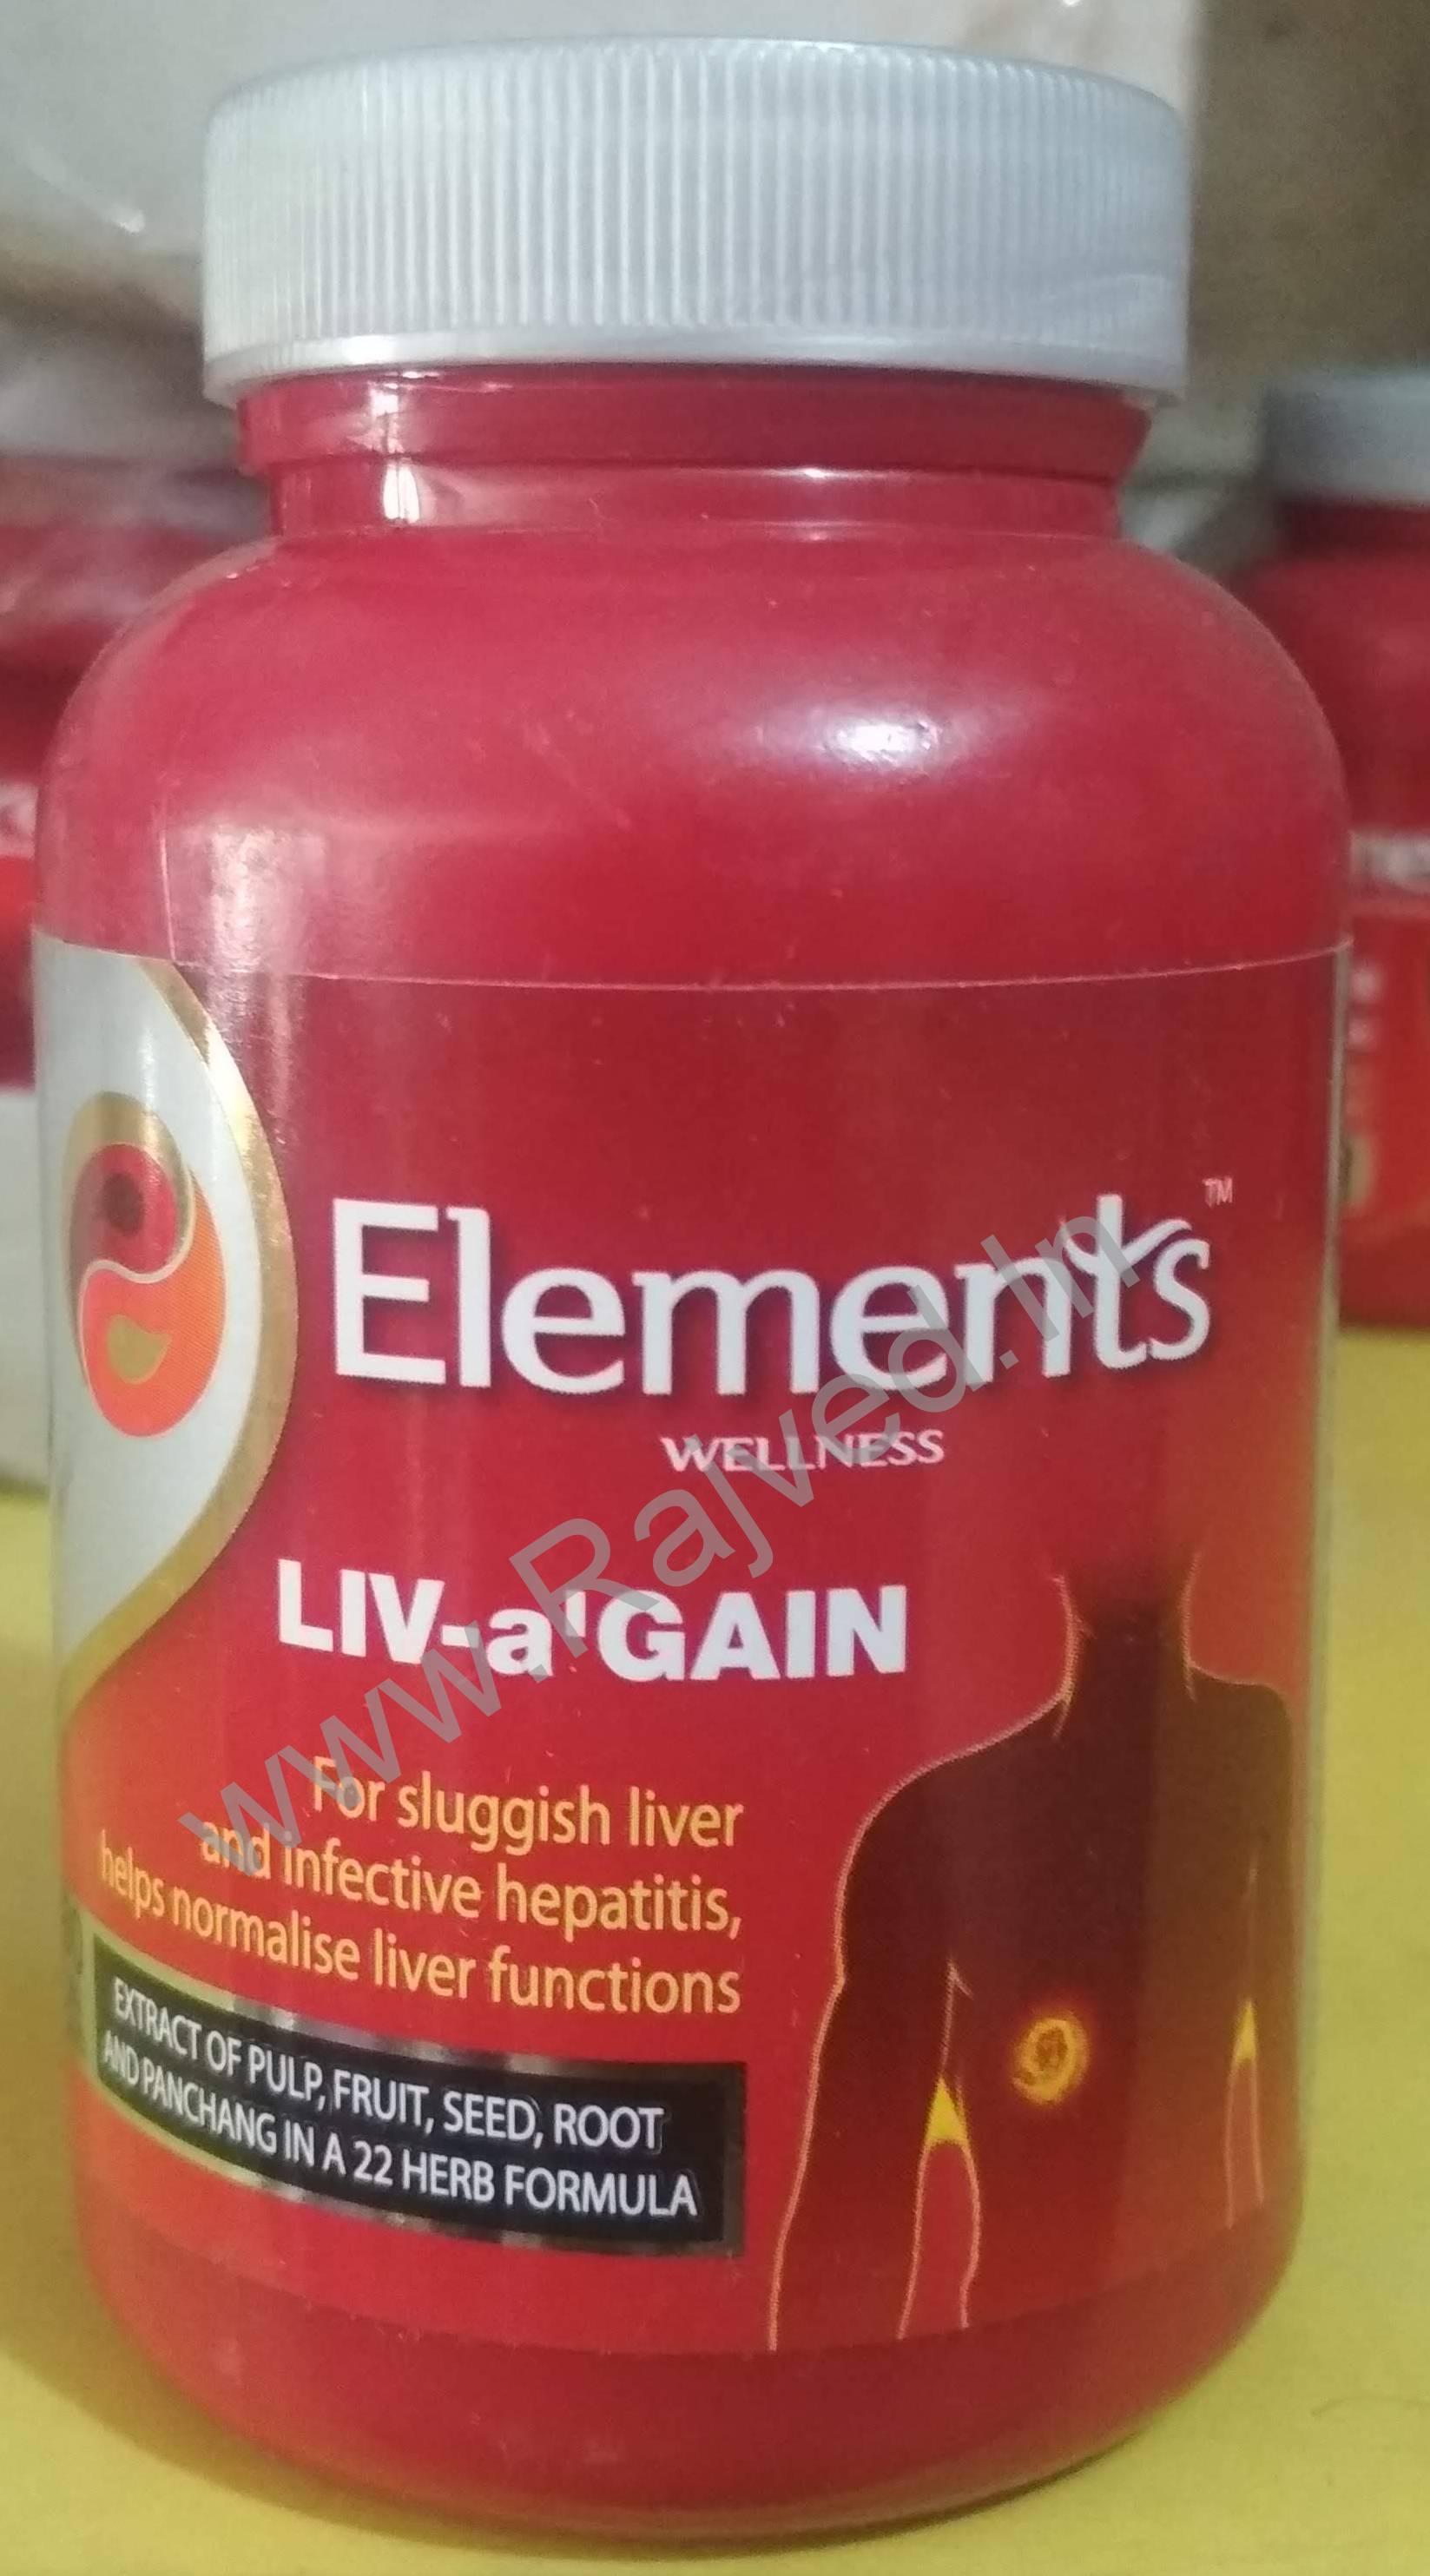 Elements™
WELLNESS
LIV-a'GAIN
For sluggish liver
and infective hepatitis,
helps normalise liver functions
EXTRACT OF PULP, FRUIT, SEED, ROOT
AND PANCHANG IN A 22 HERB FORMULA
www.Rajved.In